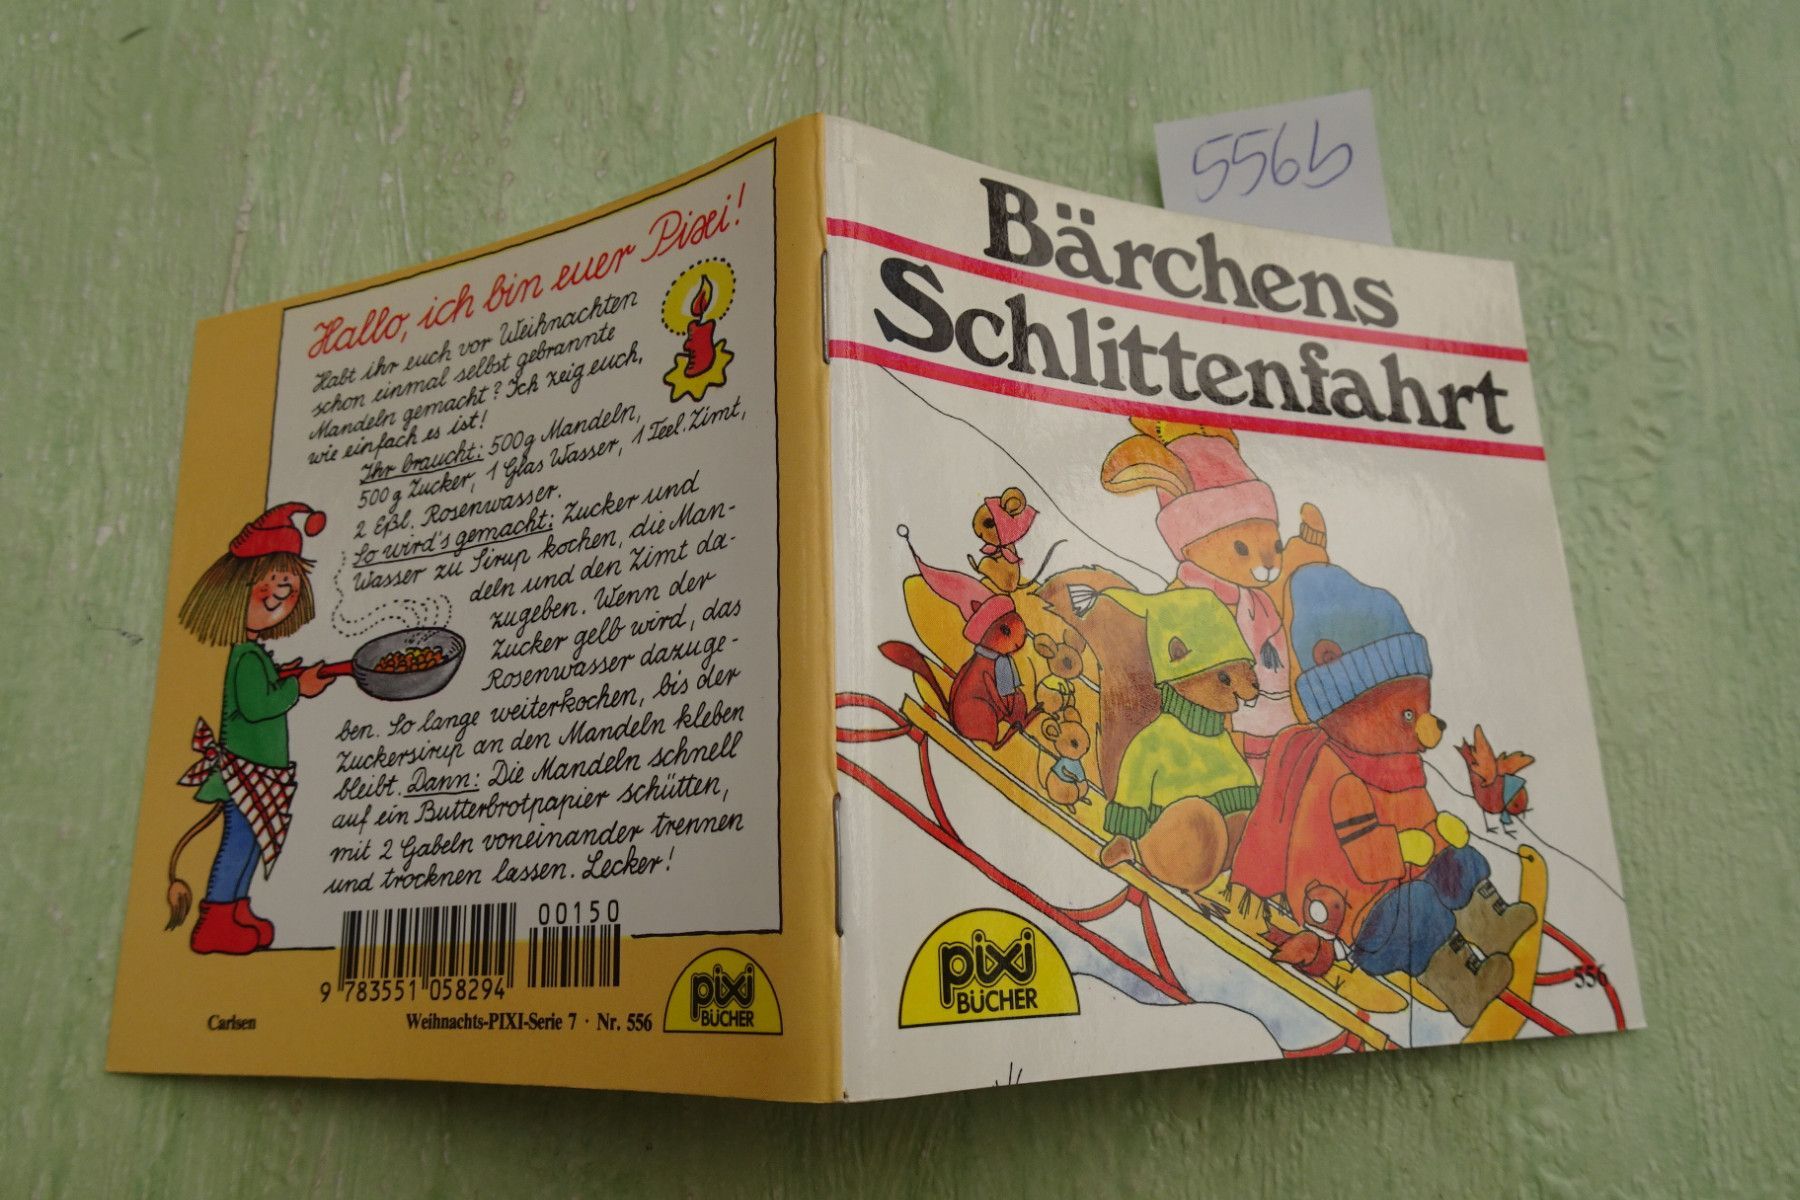 Hallo, ich bin euer Pixi!
Habt ihr euch vor Weihnachten
schon einmal selbst gebrannte
Mandeln gemacht? Ich zeig euch,
wie einfach es ist!
Ihr braucht: 500g Mandeln,
500g Zucker, 1 Glas Wasser, 1 Teel. Zimt,
2 Eßl. Rosenwasser.
So wird's gemacht: Zucker und
Wasser zu Sirup kochen, die Man-
deln und den Zimt da-
zugeben. Wenn der
Zucker gelb wird, das
Rosenwasser dazuge-
ben. So lange weiterkochen, bis der
Zuckersirup an den Mandeln kleben
bleibt. Dann: Die Mandeln schnell
auf ein Butterbrotpapier schütten,
mit 2 Gabeln voneinander trennen
und trocknen lassen. Lecker!
00150
9 783551 058294
Carlsen
Weihnachts-PIXI-Serie 7 · Nr. 556
pixi
BÜCHER
556b
Bärchens
Schlittenfahrt
pixi
BÜCHER
556